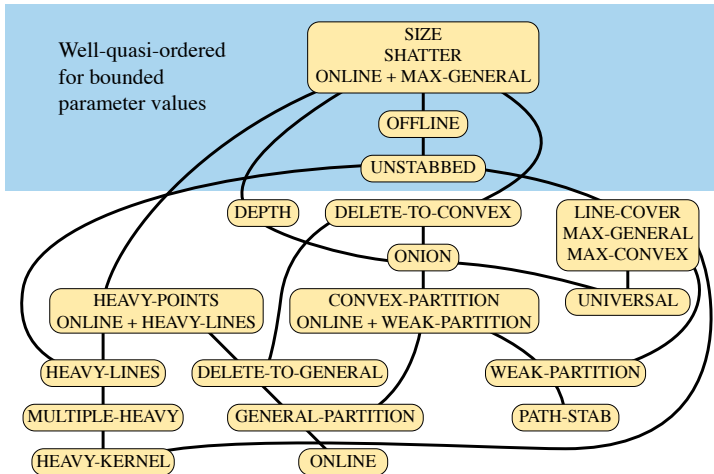 Well-quasi-ordered
for bounded
parameter values
SIZE
SHATTER
ONLINE + MAX-GENERAL
OFFLINE
UNSTABBED
DEPTH
DELETE-TO-CONVEX
LINE-COVER
MAX-GENERAL
MAX-CONVEX
ONION
HEAVY-POINTS
ONLINE + HEAVY-LINES
CONVEX-PARTITION
ONLINE + WEAK-PARTITION
UNIVERSAL
HEAVY-LINES
DELETE-TO-GENERAL
WEAK-PARTITION
MULTIPLE-HEAVY
GENERAL-PARTITION
PATH-STAB
HEAVY-KERNEL
ONLINE